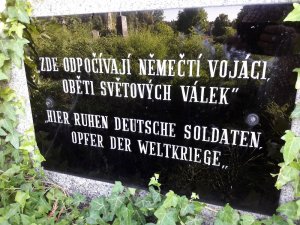 „ZDE ODPOČÍVAJÍ NĚMEČTÍ VOJÁCI,
OBĚTI SVĚTOVÝCH VÁLEK”
„HIER RUHEN DEUTSCHE SOLDATEN,
OPFER DER WELTKRIEGE„